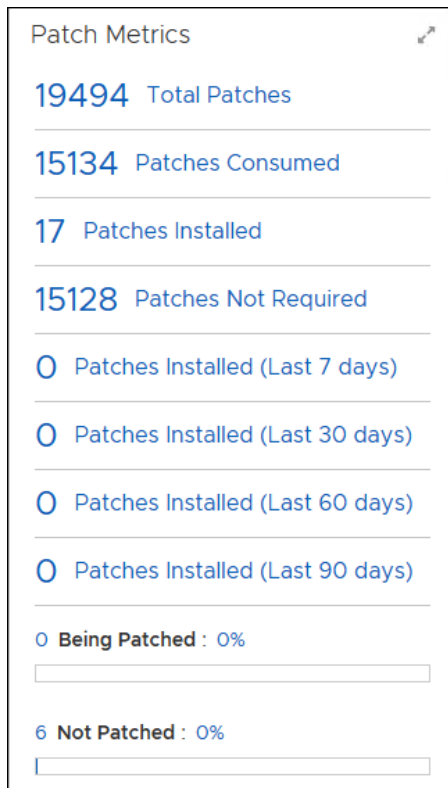 Patch Metrics
19494 Total Patches
15134 Patches Consumed
17 Patches Installed
15128 Patches Not Required
0 Patches Installed (Last 7 days)
0 Patches Installed (Last 30 days)
0 Patches Installed (Last 60 days)
0 Patches Installed (Last 90 days)
0 Being Patched : 0%
6 Not Patched : 0%